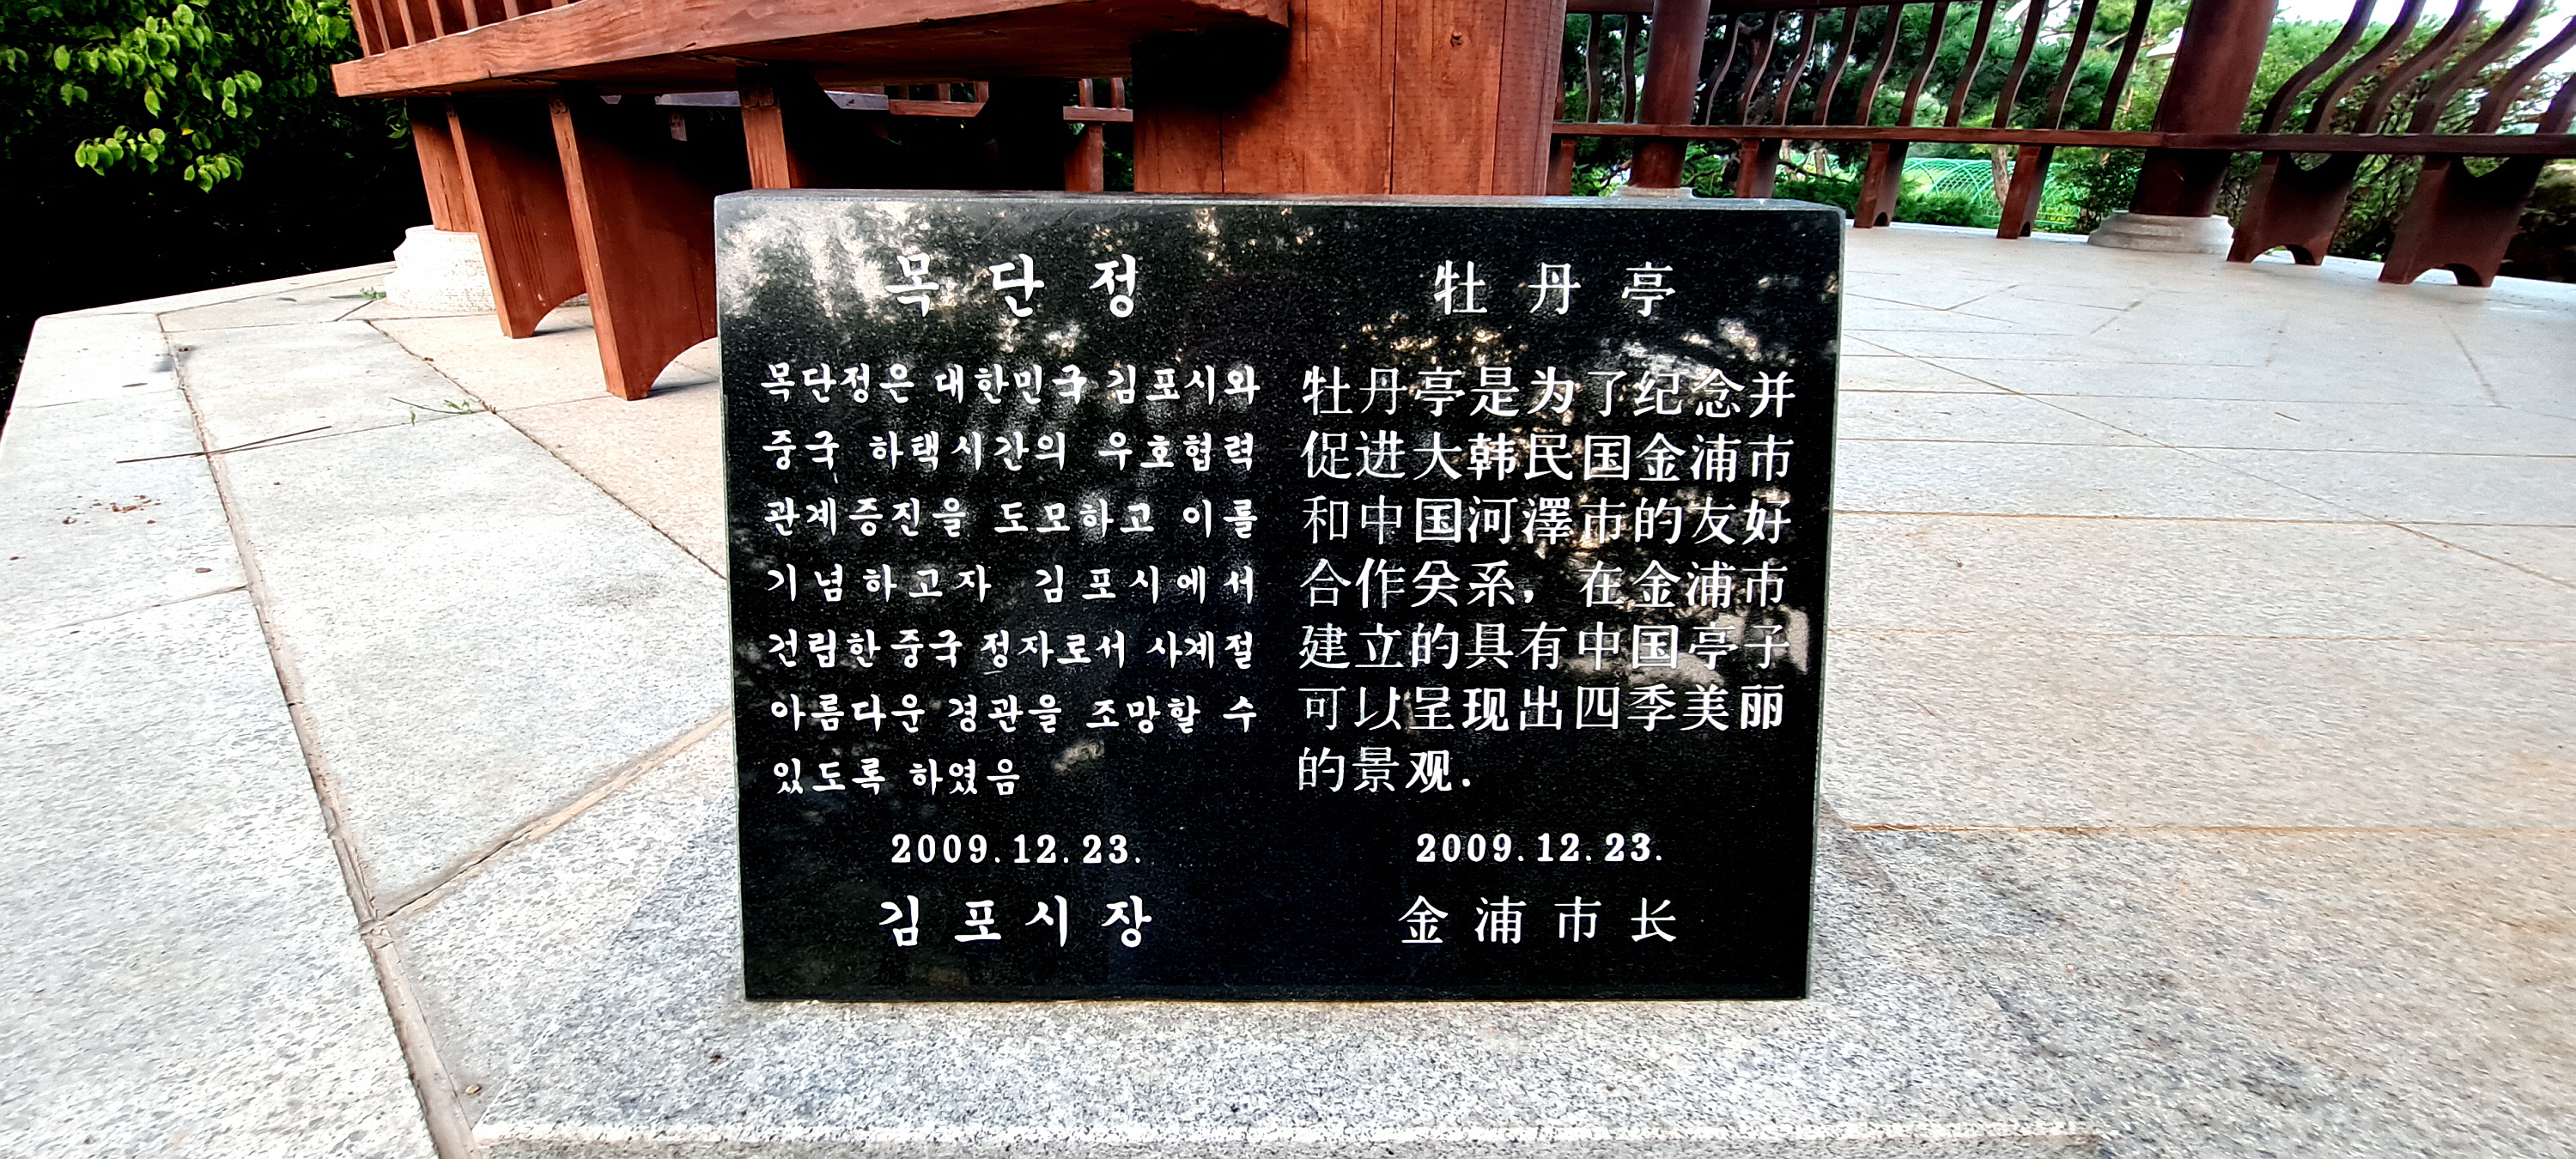 목단정
목단정은 대한민국 김포시와
중국 하택시간의 우호협력
관계증진을 도모하고 이를
기념하고자 김포시에서
건립한 중국 정자로서 사계절
아름다운 경관을 조망할 수
있도록 하였음
2009.12.23.
김포시장
牡丹亭
牡丹亭是为了纪念并
促进大韩民国金浦市
和中国河澤市的友好
合作关系，在金浦市
建立的具有中国亭子
可以呈现出四季美丽
的景观.
2009.12.23.
金浦市长